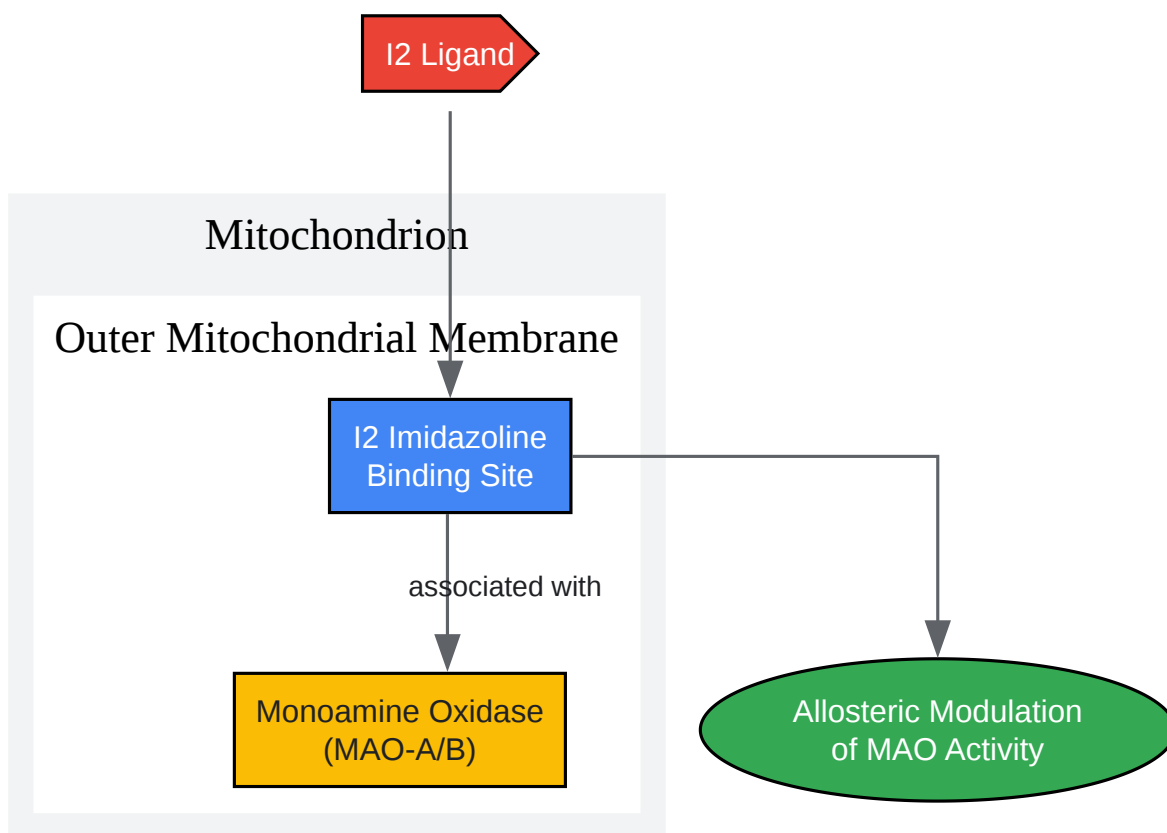 I2 Ligand
Mitochondrion
Outer Mitochondrial Membrane
I2 Imidazoline
Binding Site
associated with
Monoamine Oxidase
(MAO-A/B)
Allosteric Modulation
of MAO Activity